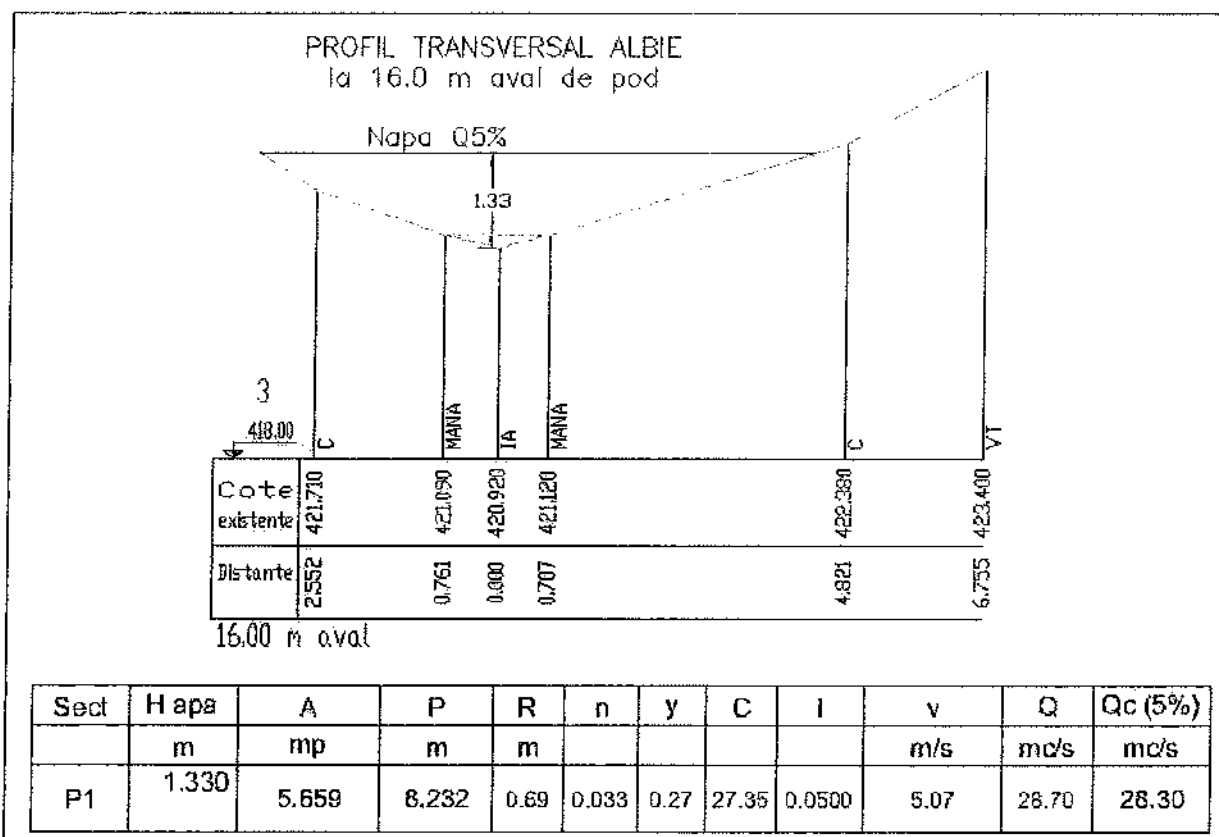 PROFIL TRANSVERSAL ALBIE
la 16.0 m aval de pod
Napa Q5%
1.33
3
418.00
C MANA IA MANA C VT
Cote existente 421.710 421.090 420.920 421.120 422.380 423.400
Distante 2.552 0.761 0.000 0.707 4.821 6.755
16.00 m aval
Sect H apa A P R n y C I v Q Qc (5%)
m mp m m m/s mc/s mc/s
P1 1.330 5.659 8.232 0.69 0.033 0.27 27.35 0.0500 5.07 28.70 28.30